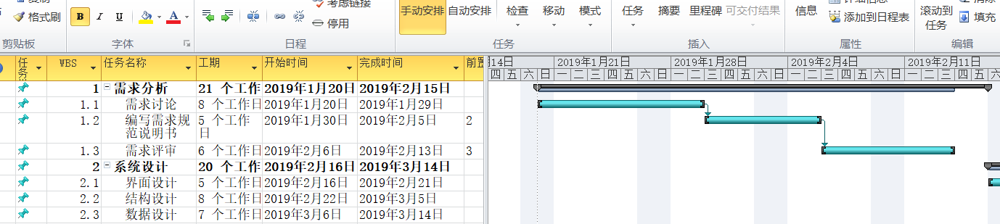 格式刷
B I U A
考虑链接
停用
手动安排 自动安排 检查 移动 模式 任务 摘要 里程碑 可交付结果 信息
添加到日程表
滚动到
任务
填充
剪贴板 字体 日程 任务 插入 属性 编辑
任务 WBS 任务名称 工期 开始时间 完成时间 前置
1 需求分析 21 个工作 2019年1月20日 2019年2月15日
1.1 需求讨论 8 个工作日 2019年1月20日 2019年1月29日
1.2 编写需求规 5 个工作 2019年1月30日 2019年2月5日 2
范说明书 日
1.3 需求评审 6 个工作日 2019年2月6日 2019年2月13日 3
2 系统设计 20 个工作 2019年2月16日 2019年3月14日
2.1 界面设计 5 个工作日 2019年2月16日 2019年2月21日
2.2 结构设计 8 个工作日 2019年2月22日 2019年3月5日
2.3 数据设计 7 个工作日 2019年3月6日 2019年3月14日
14日 2019年1月21日 2019年1月28日 2019年2月4日 2019年2月11日
四 五 六 日 一 二 三 四 五 六 日 一 二 三 四 五 六 日 一 二 三 四 五 六 日 一 二 三 四 五 六